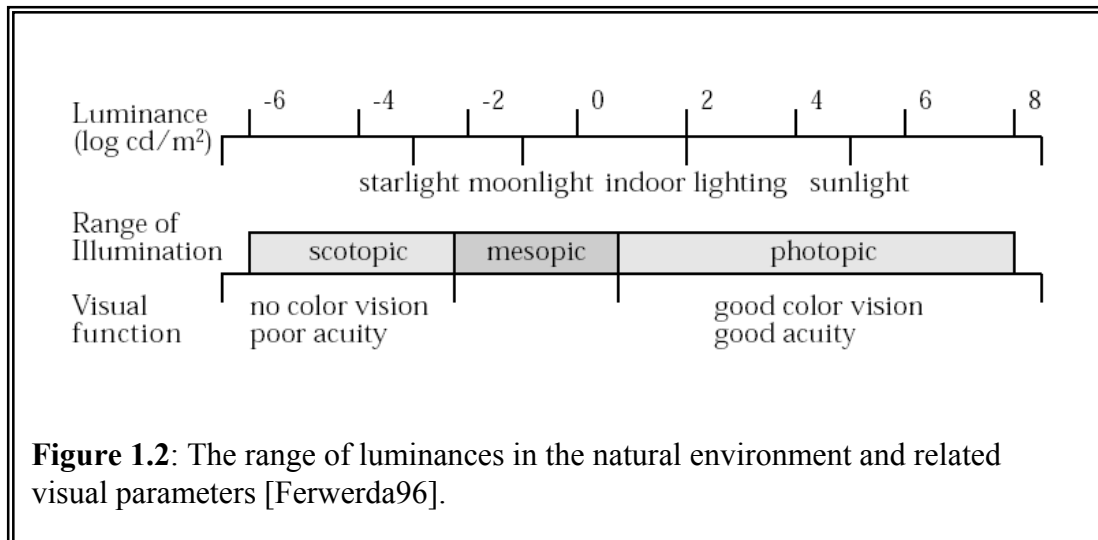 -6 -4 -2 0 2 4 6 8
Luminance
(log cd/m²)
starlight moonlight indoor lighting sunlight
Range of
Illumination
scotopic mesopic photopic
Visual no color vision good color vision
function poor acuity good acuity
Figure 1.2: The range of luminances in the natural environment and related
visual parameters [Ferwerda96].